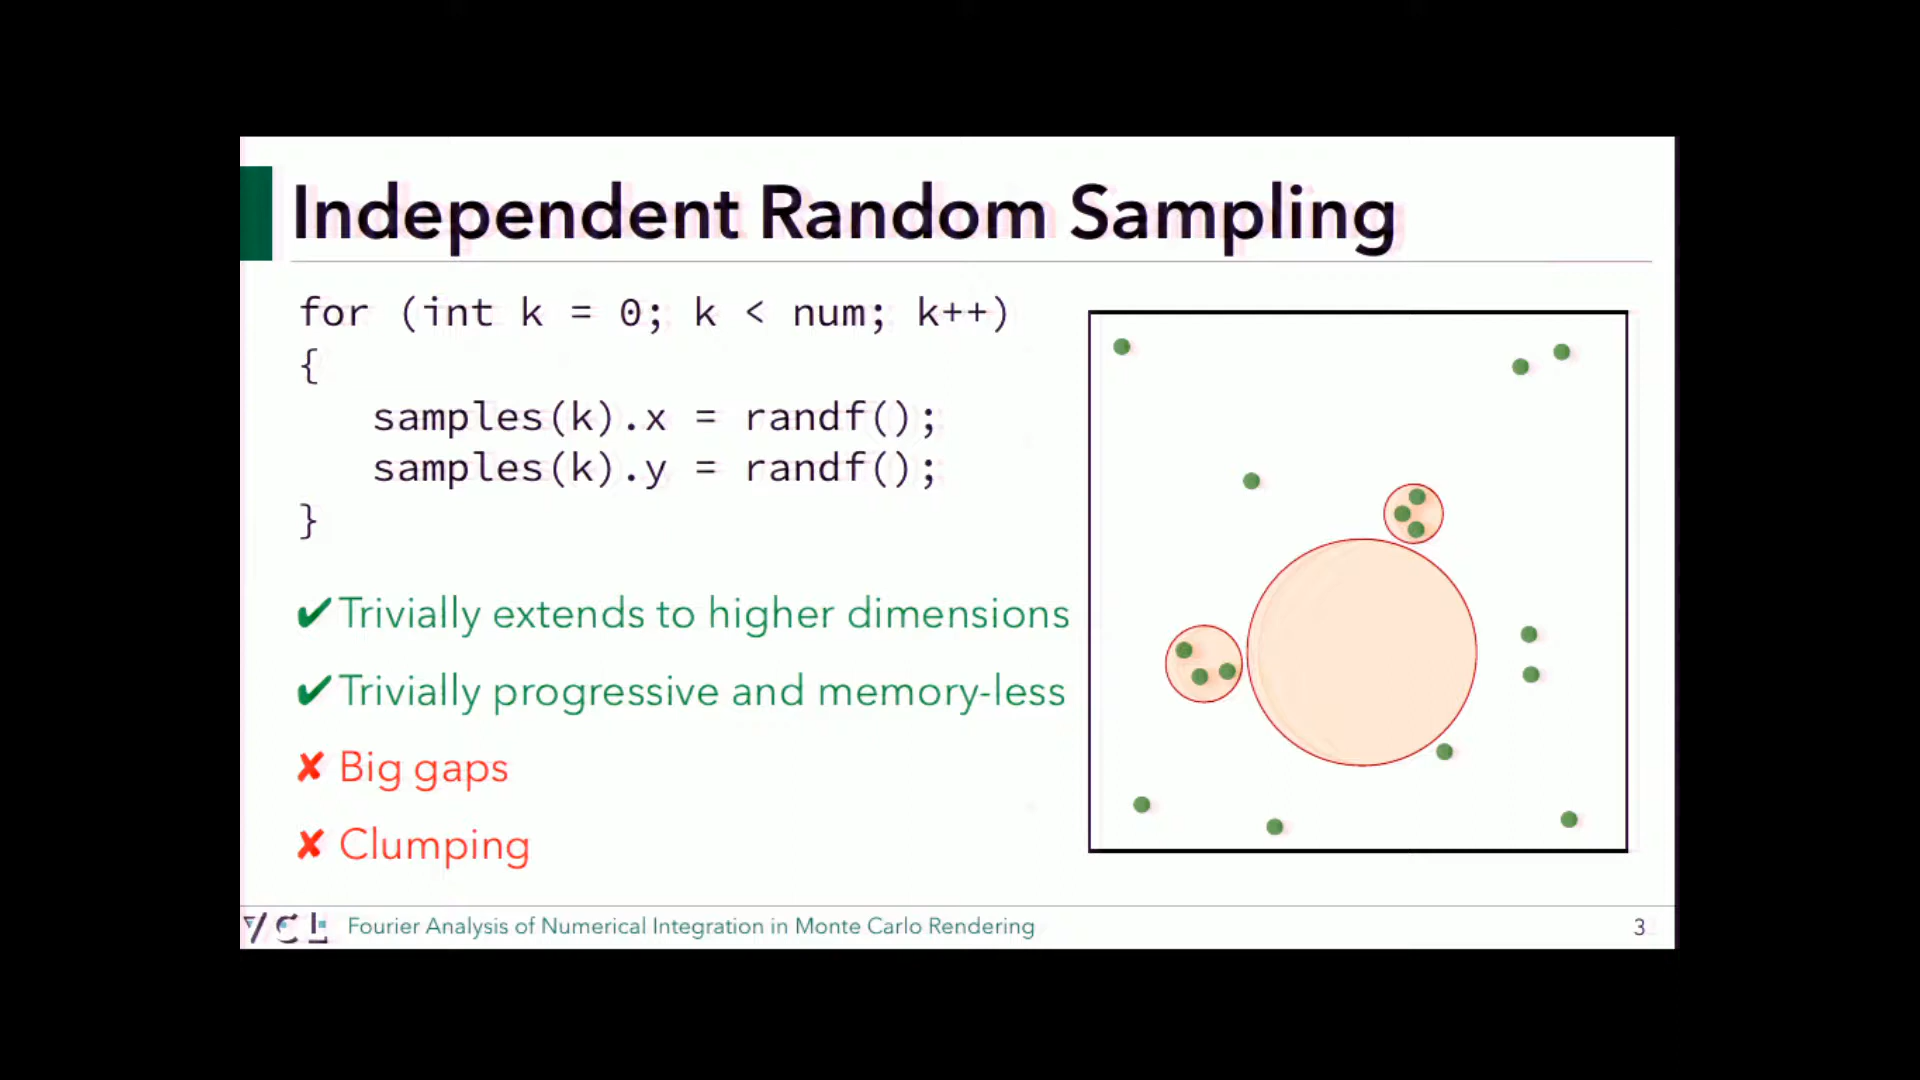 Independent Random Sampling
for (int k = 0; k < num; k++)
{
samples(k).x = randf();
samples(k).y = randf();
}
✔Trivially extends to higher dimensions
✔Trivially progressive and memory-less
✘ Big gaps
✘ Clumping
VCL Fourier Analysis of Numerical Integration in Monte Carlo Rendering 3